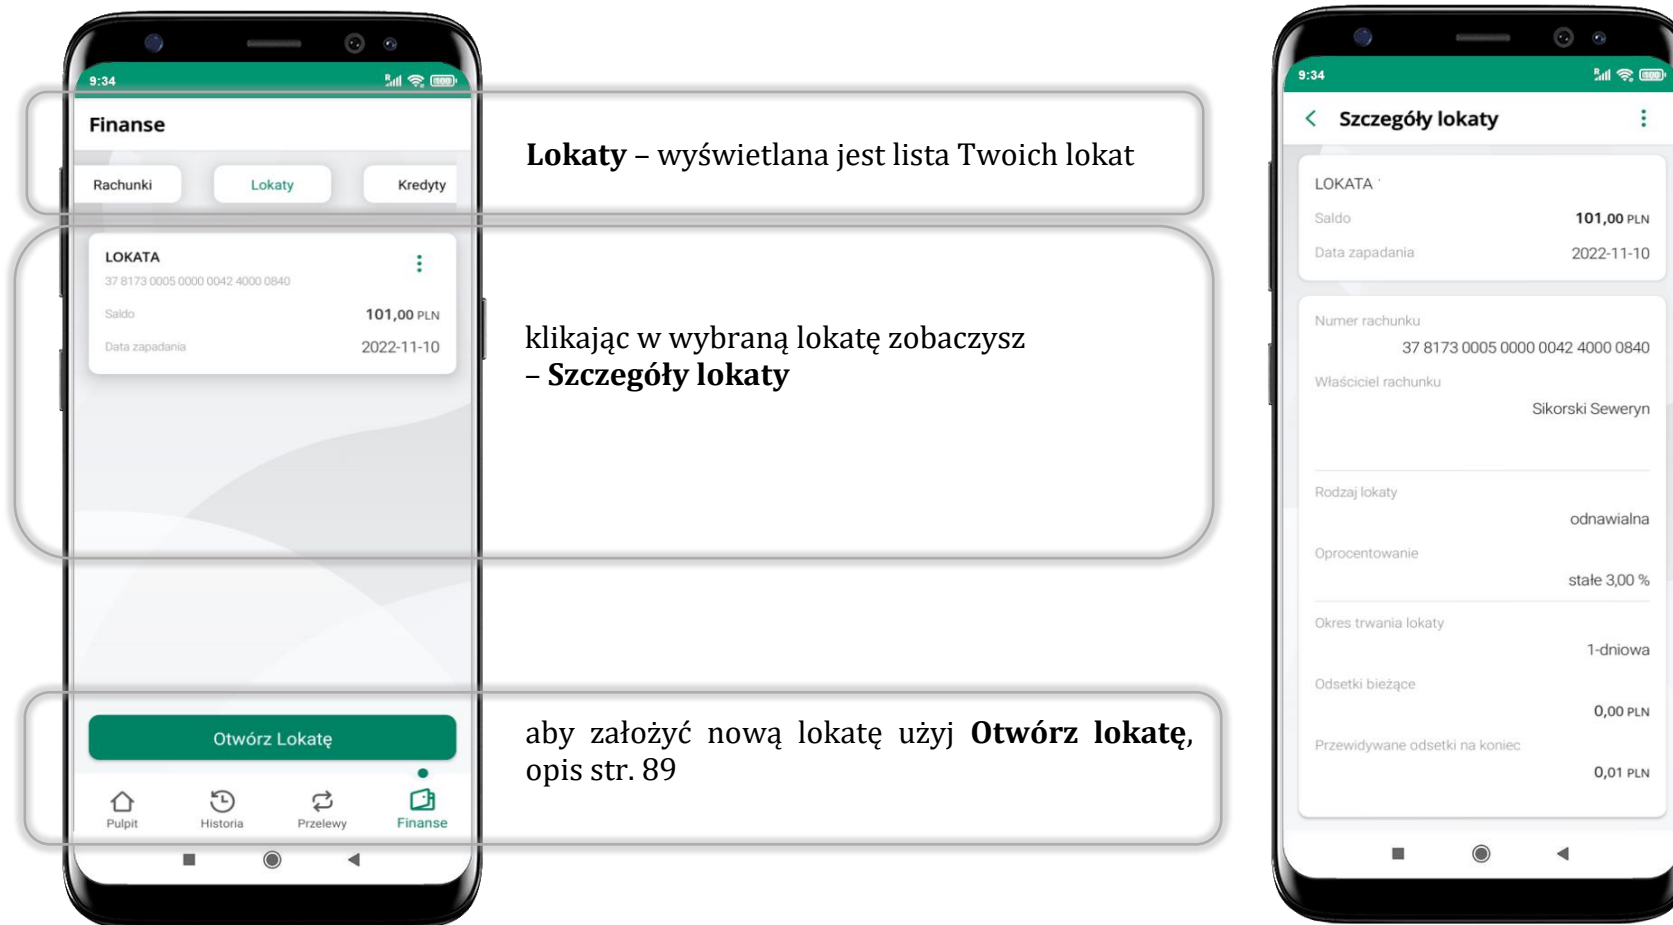 9:34
Finanse
Rachunki Lokaty Kredyty
LOKATA
37 8173 0005 0000 0042 4000 0840
Saldo 101,00 PLN
Data zapadania 2022-11-10
Otwórz Lokatę
Pulpit Historia Przelewy Finanse
Lokaty – wyświetlana jest lista Twoich lokat
klikając w wybraną lokatę zobaczysz
– Szczegóły lokaty
aby założyć nową lokatę użyj Otwórz lokatę,
opis str. 89
9:34
Szczegóły lokaty
LOKATA
Saldo 101,00 PLN
Data zapadania 2022-11-10
Numer rachunku
37 8173 0005 0000 0042 4000 0840
Właściciel rachunku
Sikorski Seweryn
Rodzaj lokaty
odnawialna
Oprocentowanie
stałe 3,00 %
Okres trwania lokaty
1-dniowa
Odsetki bieżące
0,00 PLN
Przewidywane odsetki na koniec
0,01 PLN